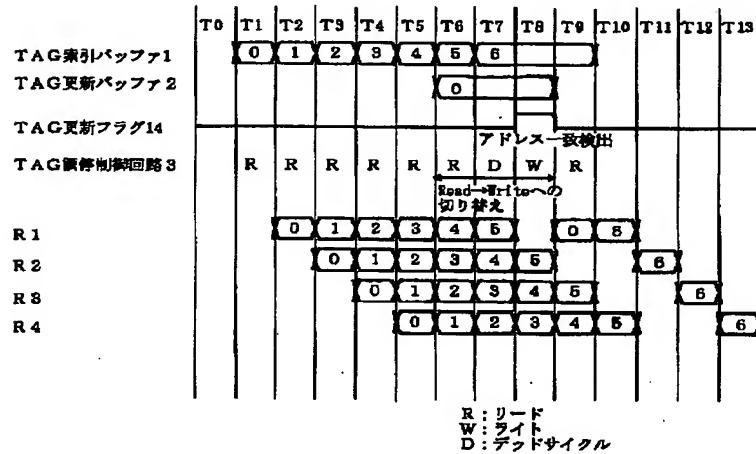 T0 T1 T2 T3 T4 T5 T6 T7 T8 T9 T10 T11 T12 T13
TAG索引バッファ1 0 1 2 3 4 5 6
TAG更新バッファ2 0
TAG更新フラグ14
アドレス一致検出
TAG調停制御回路3 R R R R R R D W R
Read→Writeへの
切り替え
R1 0 1 2 3 4 5 0 6
R2 0 1 2 3 4 5 6
R3 0 1 2 3 4 5 6
R4 0 1 2 3 4 5 6
R:リード
W:ライト
D:デッドサイクル